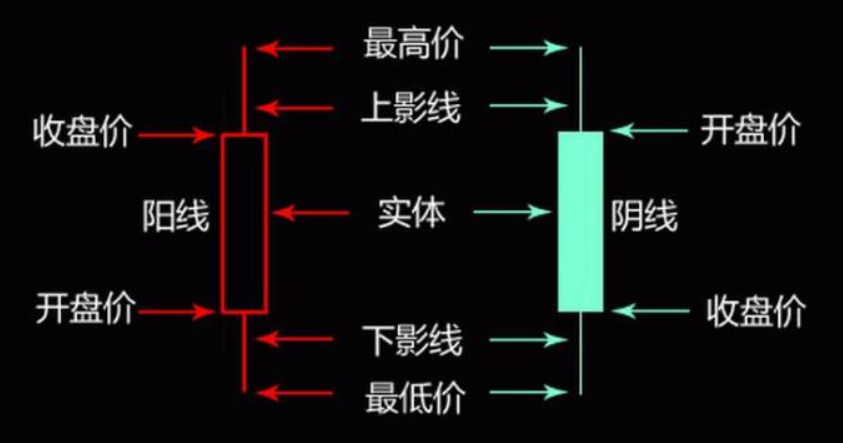 最高价
上影线
收盘价
开盘价
阳线
实体
阴线
开盘价
收盘价
下影线
最低价